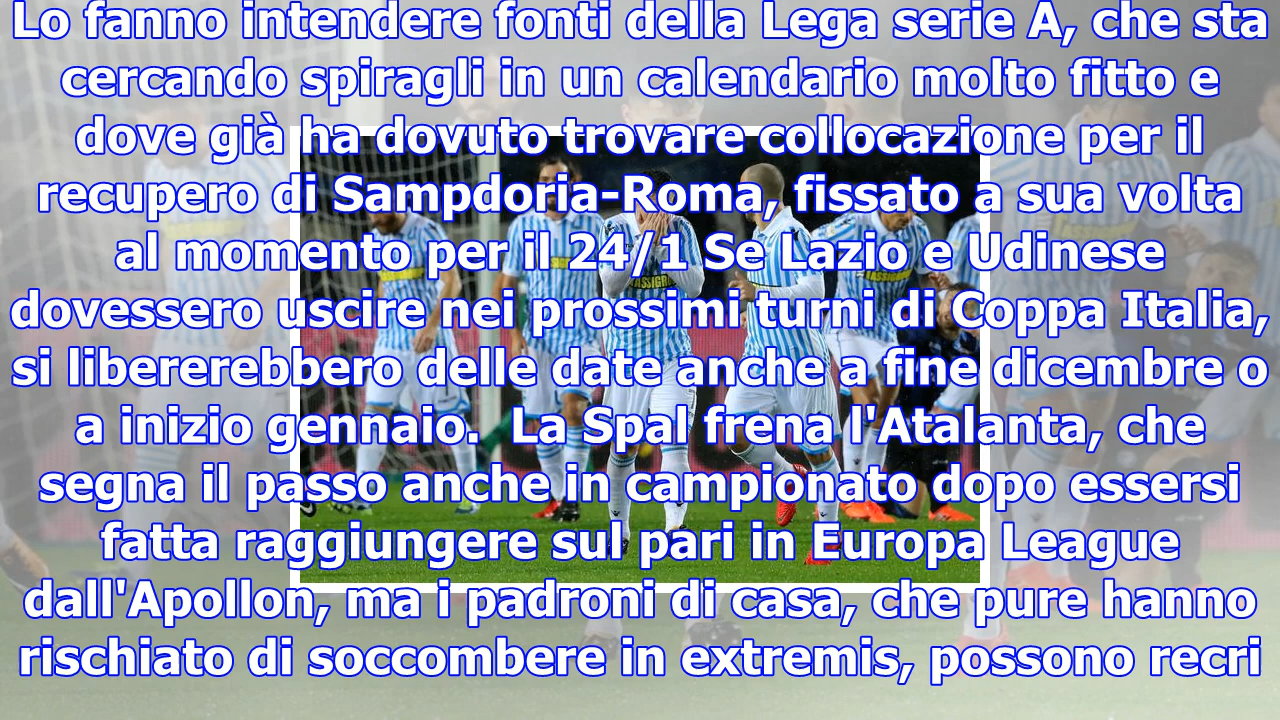 Lo fanno intendere fonti della Lega serie A, che sta
cercando spiragli in un calendario molto fitto e
dove già ha dovuto trovare collocazione per il
recupero di Sampdoria-Roma, fissato a sua volta
al momento per il 24/1 Se Lazio e Udinese
dovessero uscire nei prossimi turni di Coppa Italia,
si libererebbero delle date anche a fine dicembre o
a inizio gennaio.  La Spal frena l'Atalanta, che
segna il passo anche in campionato dopo essersi
fatta raggiungere sul pari in Europa League
dall'Apollon, ma i padroni di casa, che pure hanno
rischiato di soccombere in extremis, possono recri